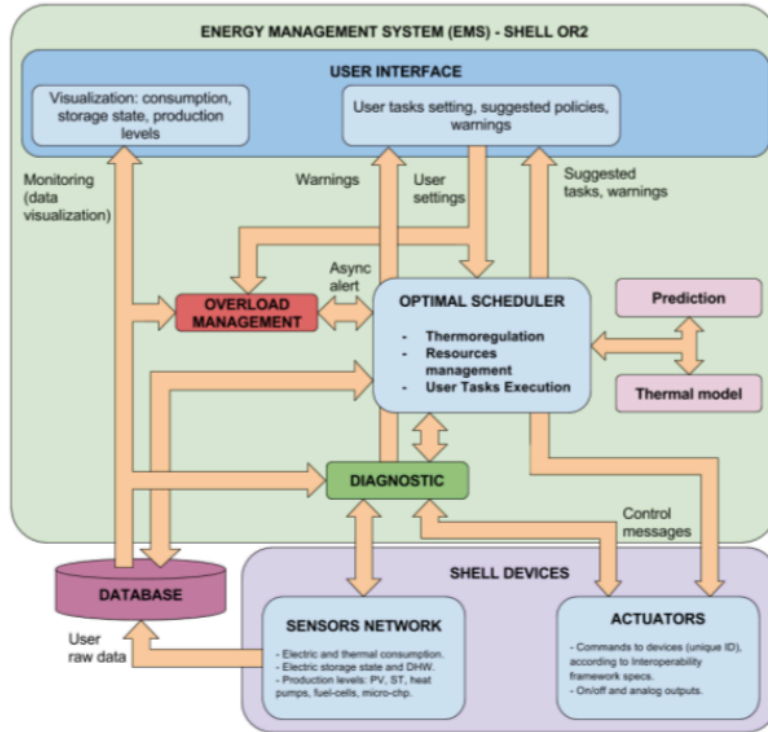 ENERGY MANAGEMENT SYSTEM (EMS) - SHELL OR2
USER INTERFACE
Visualization: consumption,
storage state, production
levels
User tasks setting, suggested policies,
warnings
Monitoring
(data
visualization)
Warnings
User
settings
Suggested
tasks, warnings
Async
alert
OVERLOAD
MANAGEMENT
OPTIMAL SCHEDULER
- Thermoregulation
- Resources
management
- User Tasks Execution
Prediction
Thermal model
DIAGNOSTIC
Control
messages
DATABASE
User
raw data
SHELL DEVICES
SENSORS NETWORK
- Electric and thermal consumption.
- Electric storage state and DHW.
- Production levels: PV, ST, heat
pumps, fuel-cells, micro-chp.
ACTUATORS
- Commands to devices (unique ID),
according to Interoperability
framework specs.
- On/off and analog outputs.